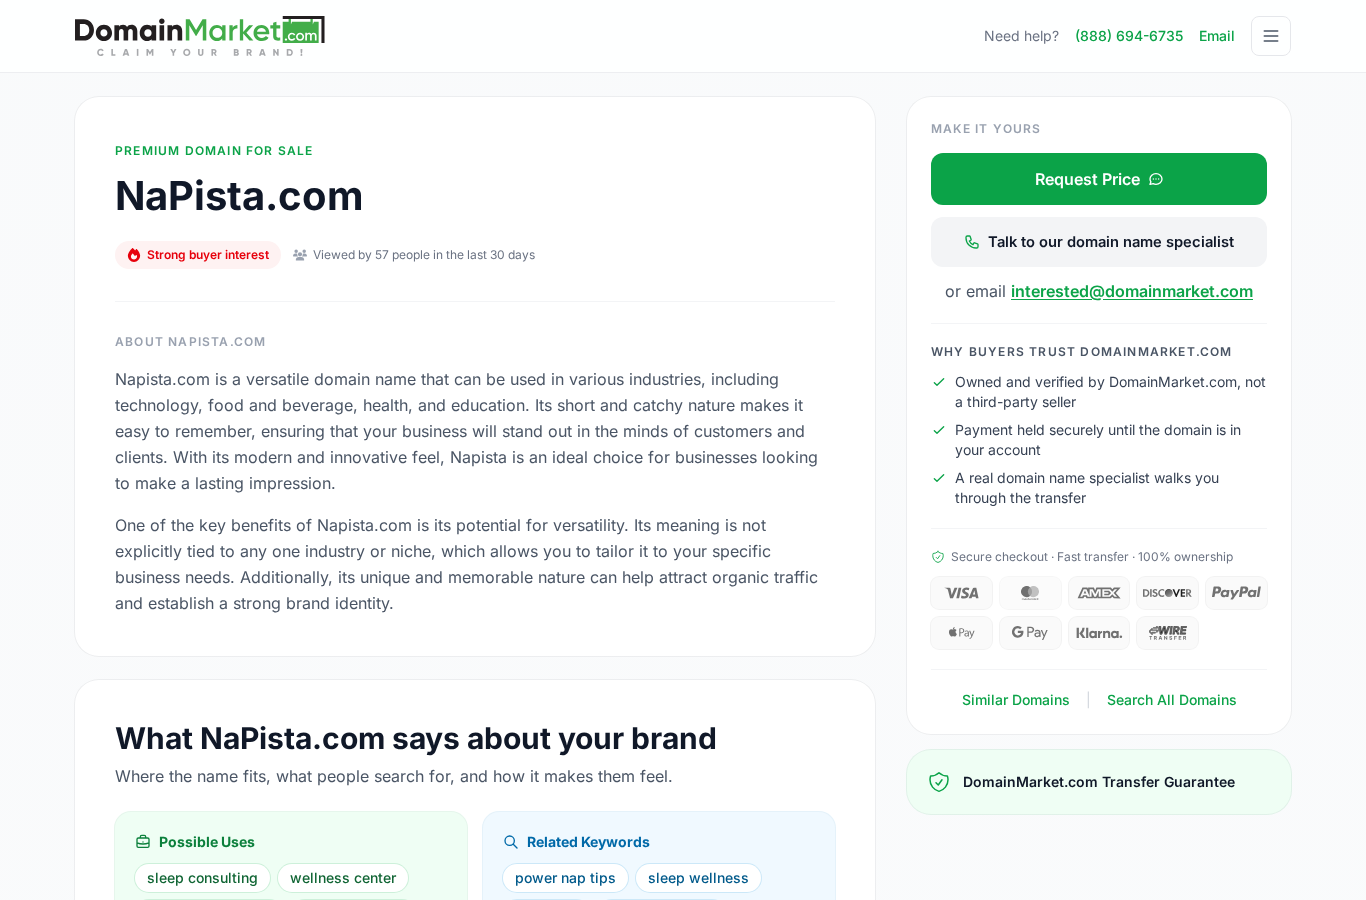 DomainMarket.com
CLAIM YOUR BRAND!
Need help? (888) 694-6735 Email
PREMIUM DOMAIN FOR SALE
NaPista.com
Strong buyer interest
Viewed by 57 people in the last 30 days
ABOUT NAPISTA.COM
Napista.com is a versatile domain name that can be used in various industries, including
technology, food and beverage, health, and education. Its short and catchy nature makes it
easy to remember, ensuring that your business will stand out in the minds of customers and
clients. With its modern and innovative feel, Napista is an ideal choice for businesses looking
to make a lasting impression.
One of the key benefits of Napista.com is its potential for versatility. Its meaning is not
explicitly tied to any one industry or niche, which allows you to tailor it to your specific
business needs. Additionally, its unique and memorable nature can help attract organic traffic
and establish a strong brand identity.
What NaPista.com says about your brand
Where the name fits, what people search for, and how it makes them feel.
Possible Uses
sleep consulting
wellness center
Related Keywords
power nap tips
sleep wellness
MAKE IT YOURS
Request Price
Talk to our domain name specialist
or email interested@domainmarket.com
WHY BUYERS TRUST DOMAINMARKET.COM
Owned and verified by DomainMarket.com, not
a third-party seller
Payment held securely until the domain is in
your account
A real domain name specialist walks you
through the transfer
Secure checkout · Fast transfer · 100% ownership
VISA
AMEX
DISCOVER
PayPal
Pay
G Pay
Klarna.
WIRE
TRANSFER
Similar Domains | Search All Domains
DomainMarket.com Transfer Guarantee